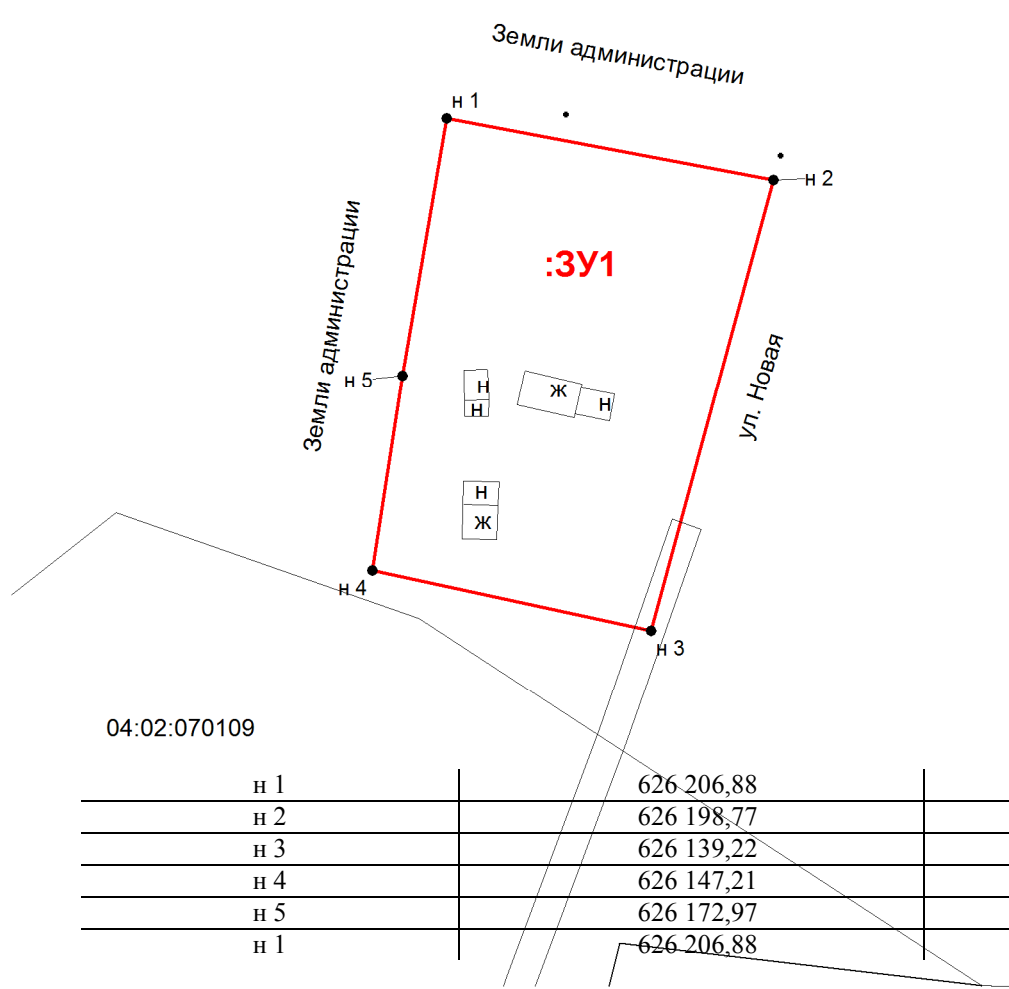 Земли администрации
н 1
н 2
:ЗУ1
Земли администрации
ул. Новая
н 5
н
н
ж
н
н
ж
н 4
н 3
04:02:070109
н 1 626 206,88
н 2 626 198,77
н 3 626 139,22
н 4 626 147,21
н 5 626 172,97
н 1 626 206,88